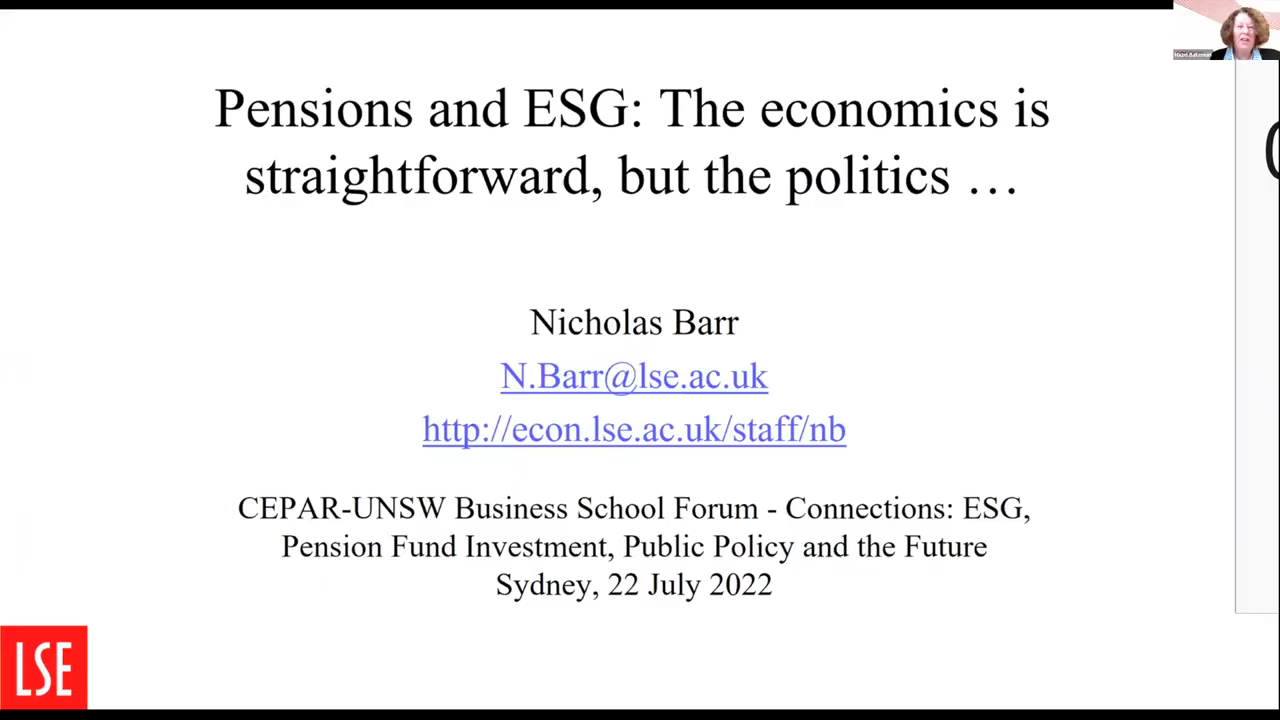 Pensions and ESG: The economics is
straightforward, but the politics …
Nicholas Barr
N.Barr@lse.ac.uk
http://econ.lse.ac.uk/staff/nb
CEPAR-UNSW Business School Forum - Connections: ESG,
Pension Fund Investment, Public Policy and the Future
Sydney, 22 July 2022
LSE
Hazel Bateman